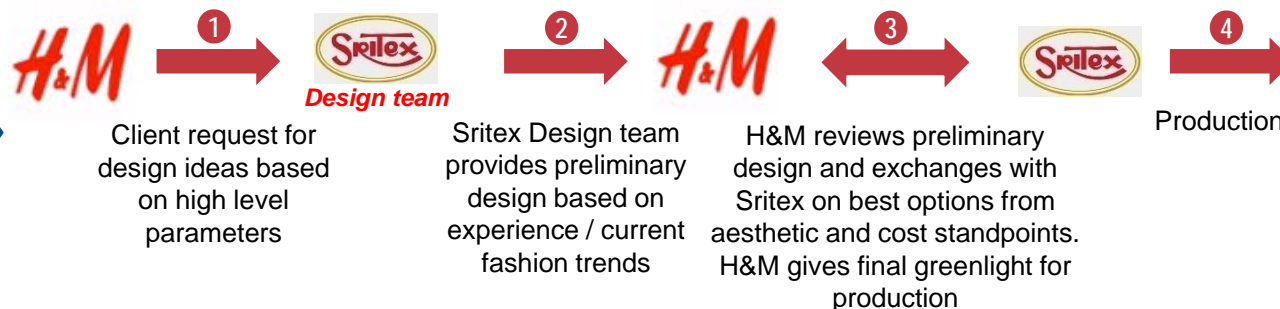 1
2
3
4
H&M
SRITEX
H&M
SRITEX
Design team
Client request for
design ideas based
on high level
parameters
Sritex Design team
provides preliminary
design based on
experience / current
fashion trends
H&M reviews preliminary
design and exchanges with
Sritex on best options from
aesthetic and cost standpoints.
H&M gives final greenlight for
production
Production